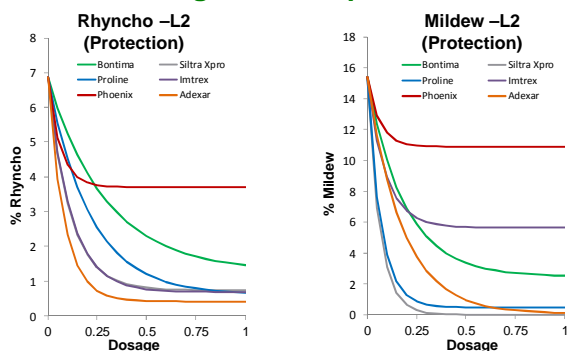 Rhyncho –L2
(Protection)
Bontima
Siltra Xpro
Proline
Imtrex
Phoenix
Adexar
% Rhyncho
8
7
6
5
4
3
2
1
0
0
0.25
0.5
0.75
1
Dosage
Mildew –L2
(Protection)
Bontima
Siltra Xpro
Proline
Imtrex
Phoenix
Adexar
% Mildew
18
16
14
12
10
8
6
4
2
0
0
0.25
0.5
0.75
1
Dosage